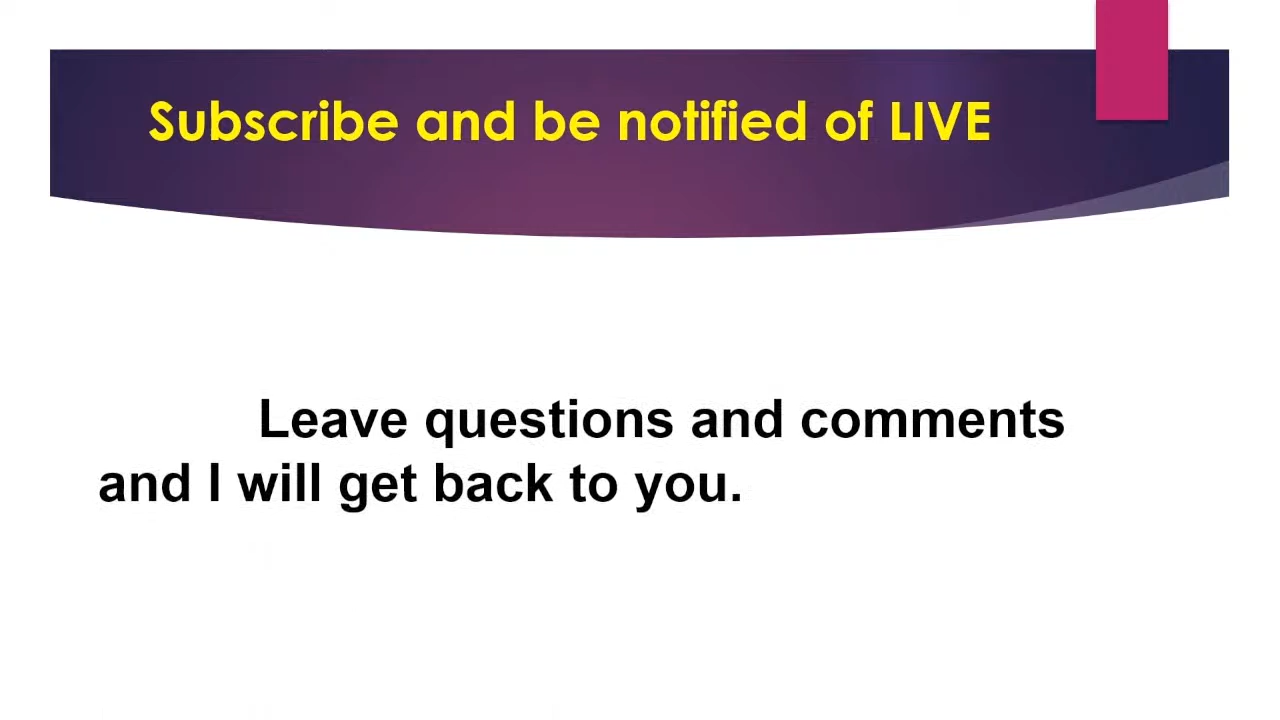 Subscribe and be notified of LIVE
Leave questions and comments
and I will get back to you.